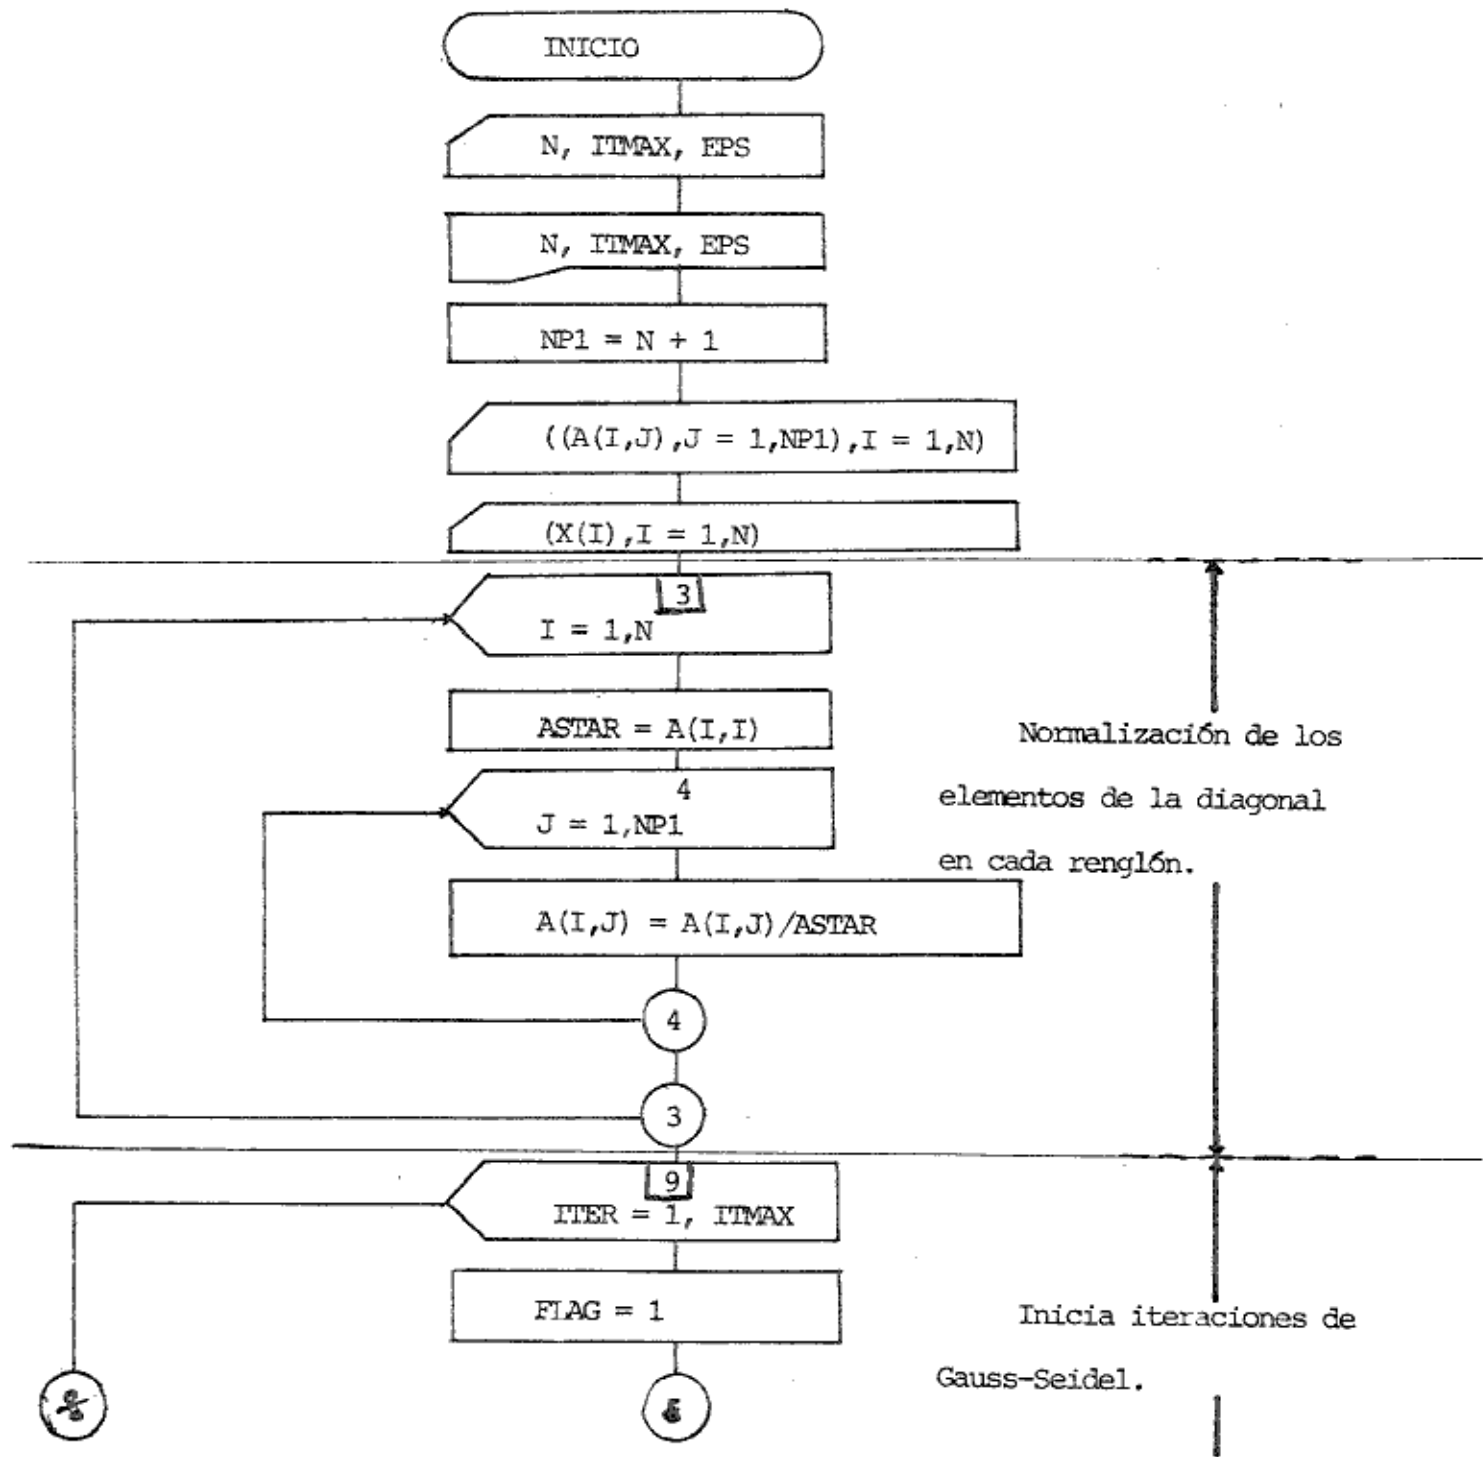 INICIO
N, ITMAX, EPS
N, ITMAX, EPS
NP1 = N + 1
((A(I,J),J = 1,NP1),I = 1,N)
(X(I),I = 1,N)
3
I = 1,N
ASTAR = A(I,I)
4
J = 1,NP1
A(I,J) = A(I,J)/ASTAR
4
3
Normalización de los
elementos de la diagonal
en cada renglón.
9
ITER = 1, ITMAX
FLAG = 1
Inicia iteraciones de
Gauss-Seidel.